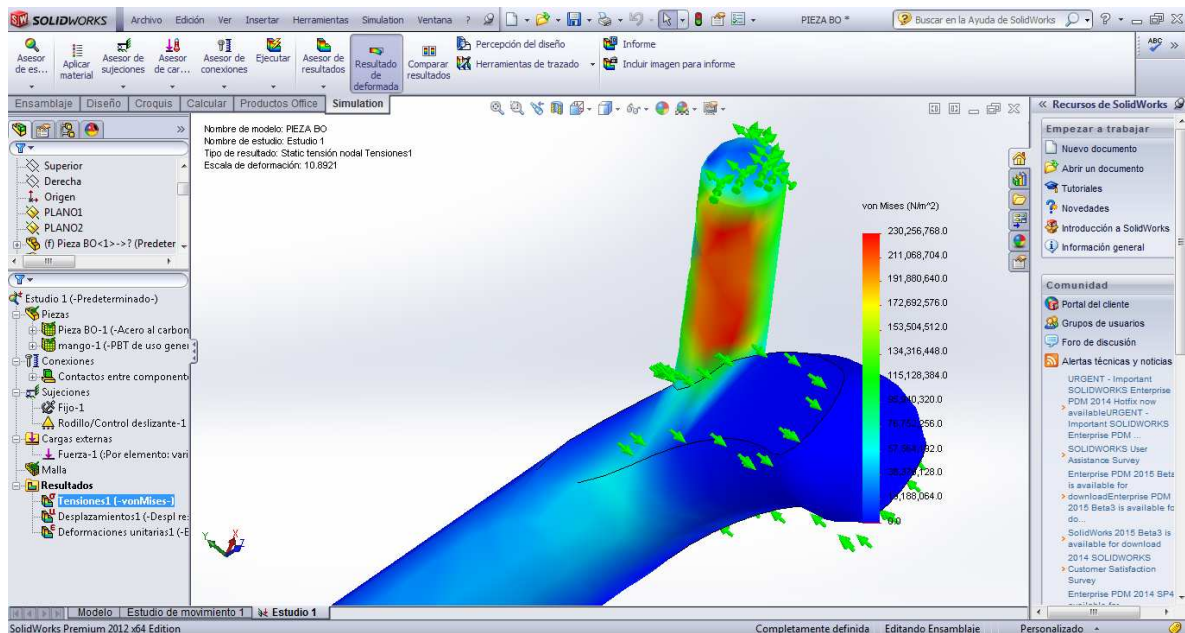 SOLIDWORKS Archivo Edición Ver Insertar Herramientas Simulation Ventana ? PIEZA BO * Buscar en la Ayuda de SolidWorks
Asesor de es...
Aplicar material
Asesor de sujeciones
Asesor de car...
Asesor de conexiones
Ejecutar
Asesor de resultados
Resultado de deformada
Comparar resultados
Percepción del diseño
Herramientas de trazado
Informe
Incluir imagen para informe
ABC
Ensamblaje Diseño Croquis Calcular Productos Office Simulation
Superior
Derecha
Origen
PLANO1
PLANO2
(f) Pieza BO<1>->? (Predeter
Estudio 1 (-Predeterminado-)
Piezas
Pieza BO-1 (-Acero al carbon
mango-1 (-PBT de uso gene
Conexiones
Contactos entre component
Sujeciones
Fijo-1
Rodillo/Control deslizante-1
Cargas externas
Fuerza-1 (:Por elemento: vari
Malla
Resultados
Tensiones1 (-vonMises-)
Desplazamientos1 (-Despl re
Deformaciones unitarias1 (-E
Nombre de modelo: PIEZA BO
Nombre de estudio: Estudio 1
Tipo de resultado: Static tensión nodal Tensiones1
Escala de deformación: 10.8921
von Mises (N/m^2)
230,256,768.0
211,068,704.0
191,880,640.0
172,692,576.0
153,504,512.0
134,316,448.0
115,128,384.0
0.0
Y X Z
Recursos de SolidWorks
Empezar a trabajar
Nuevo documento
Abrir un documento
Tutoriales
Novedades
Introducción a SolidWorks
Información general
Comunidad
Portal del cliente
Grupos de usuarios
Foro de discusión
Alertas técnicas y noticias
URGENT - Important
SOLIDWORKS Enterprise
PDM 2014 Hotfix now
availableURGENT -
Important SOLIDWORKS
Enterprise PDM ...
SOLIDWORKS User
Assistance Survey
Enterprise PDM 2015 Beta
is available for
downloadEnterprise PDM
2015 Beta3 is available fo
do...
SolidWorks 2015 Beta3 is
available for download
2014 SOLIDWORKS
Customer Satisfaction
Survey
Enterprise PDM 2014 SP4
Modelo Estudio de movimiento 1 Estudio 1
SolidWorks Premium 2012 x64 Edition Completamente definida Editando Ensamblaje Personalizado